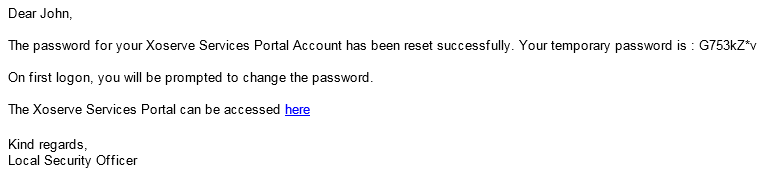 Dear John,
The password for your Xoserve Services Portal Account has been reset successfully. Your temporary password is : G753kZ*v
On first logon, you will be prompted to change the password.
The Xoserve Services Portal can be accessed here
Kind regards,
Local Security Officer